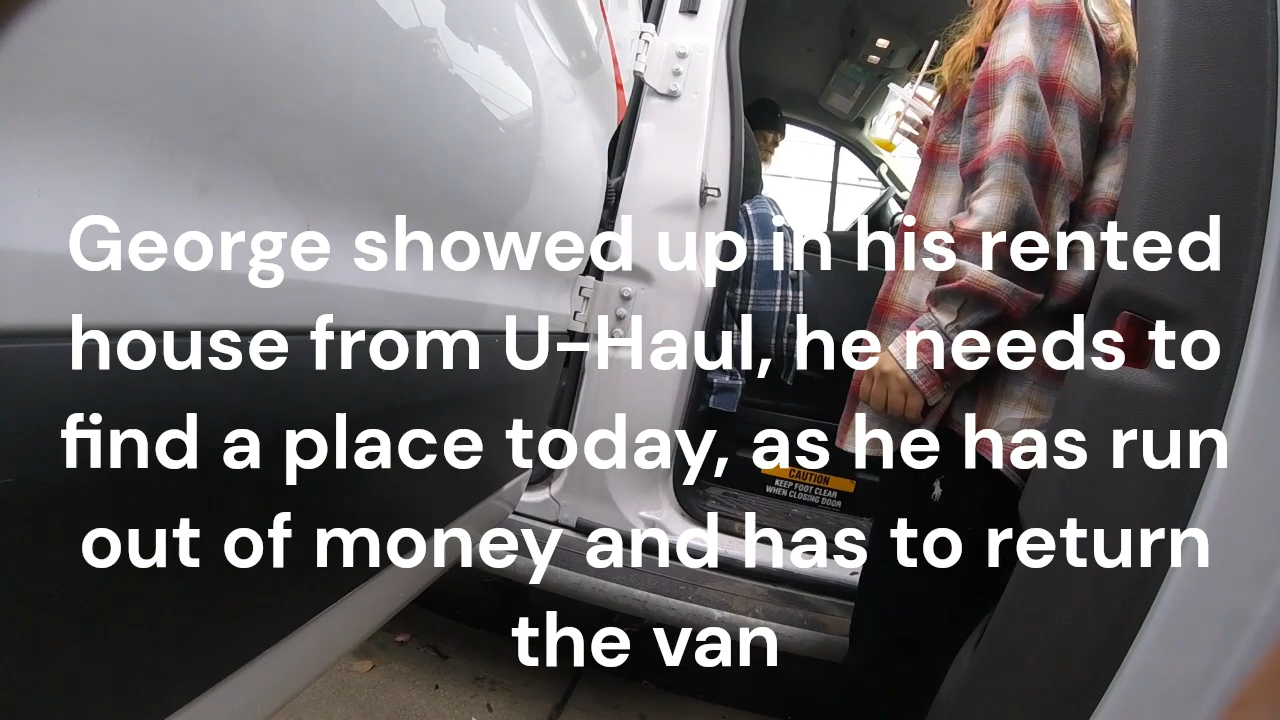 George showed up in his rented
house from U-Haul, he needs to
find a place today, as he has run
out of money and has to return
the van
CAUTION
KEEP FOOT CLEAR
WHEN CLOSING DOOR